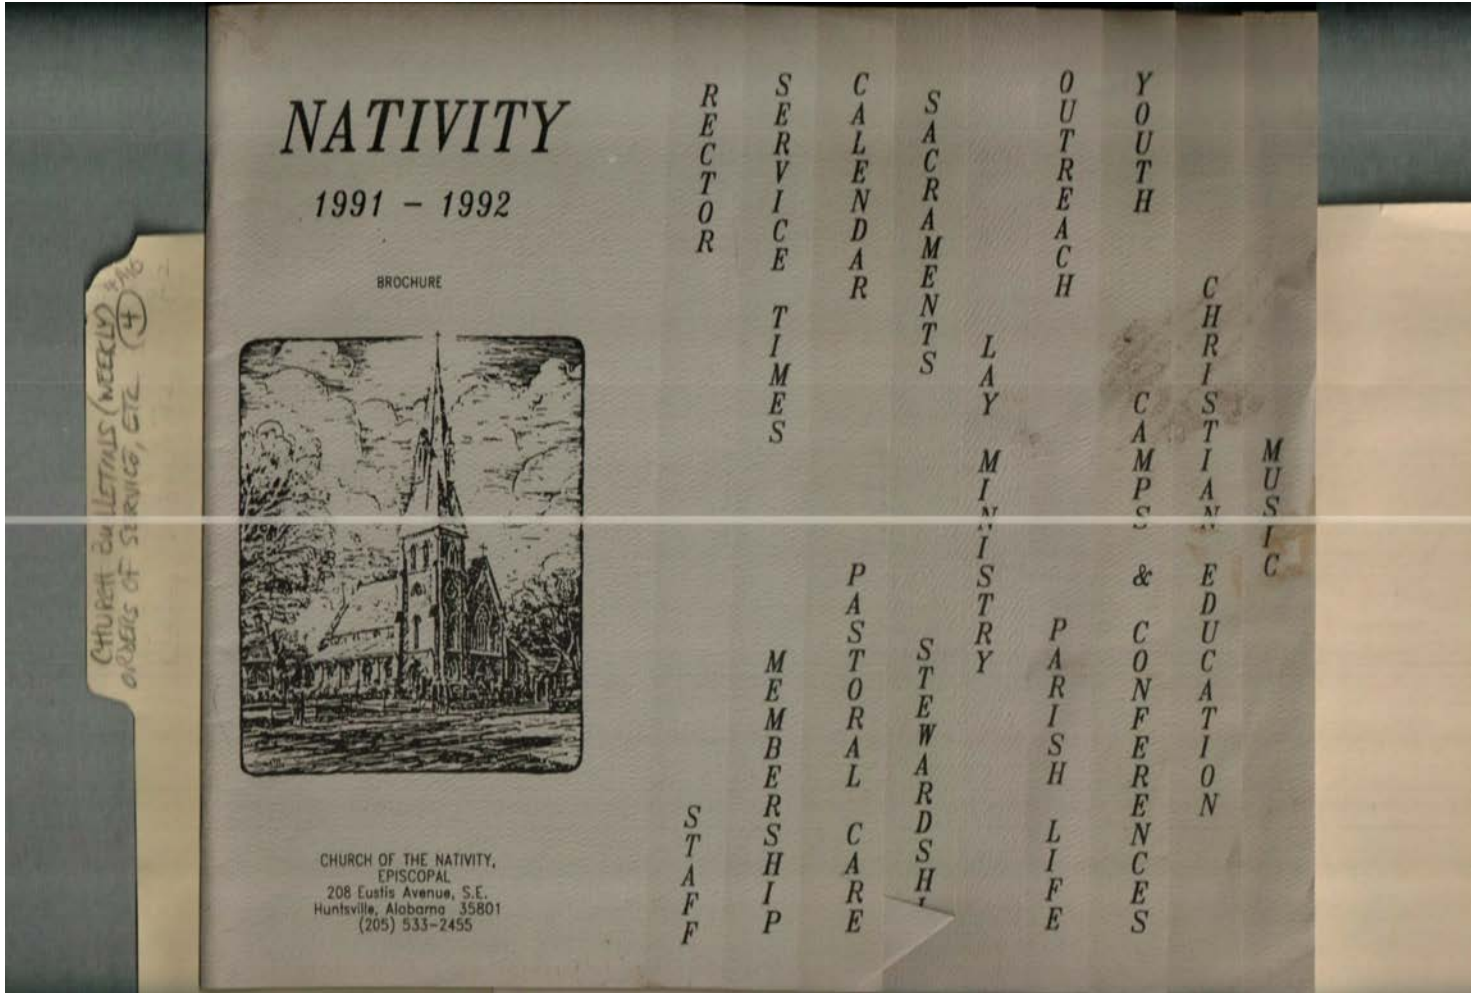 NATIVITY
1991 - 1992
BROCHURE
CHURCH OF THE NATIVITY,
EPISCOPAL
208 Eustis Avenue, S.E.
Huntsville, Alabama 35801
(205) 533-2455
RECTOR
STAFF
SERVICE TIMES
MEMBERSHIP
CALENDAR
PASTORAL CARE
SACRAMENTS
STEWARDSHI
LAY MINISTRY
OUTREACH
PARISH LIFE
YOUTH
CAMPS & CONFERENCES
CHRISTIAN EDUCATION
MUSIC
CHURCH BULLETINS (WEEKLY)
ORDERS OF SERVICE, ETC. (4)